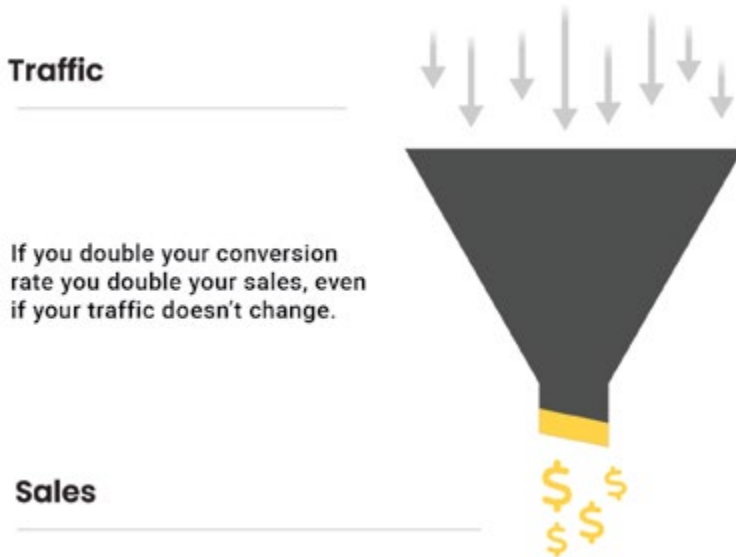 Traffic
If you double your conversion
rate you double your sales, even
if your traffic doesn't change.
Sales
$
$
$
$